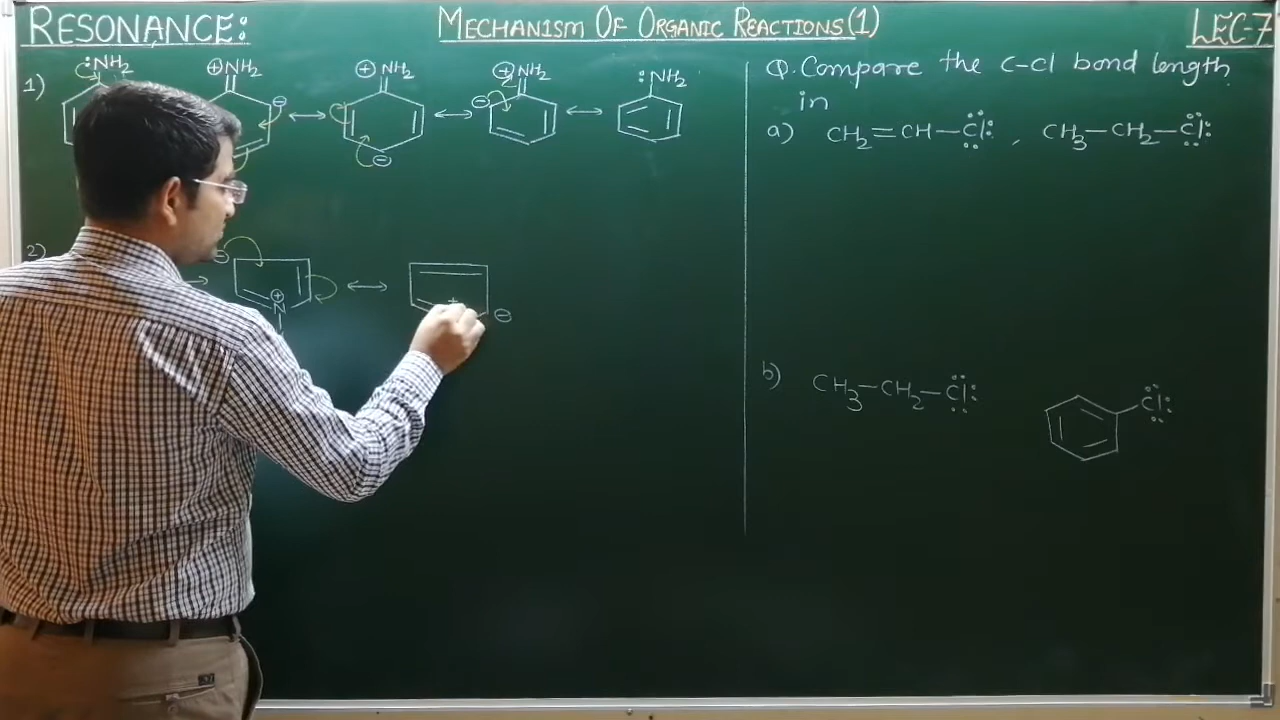 RESONANCE:
MECHANISM OF ORGANIC REACTIONS(1)
LEC-7
1)
:NH₂
⊕NH₂
⊖
↔
⊕ NH₂
⊖
↔
⊕NH₂
⊖
↔
:NH₂
2)
⊖
⊕
N
↔
+
⊖
Q. Compare the C-Cl bond length
in
a) CH₂=CH-Cl: , CH₃-CH₂-Cl:
b) CH₃-CH₂-Cl: Cl: